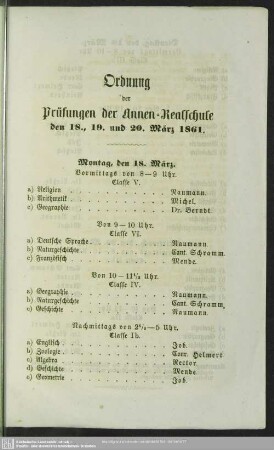 Ordnung
der
Prüfungen der Annen-Realschule
den 18., 19. und 20. März 1861.
Montag, den 18. März.
Vormittags von 8—9 Uhr.
Classe V.
a) Religion . . . . . Naumann.
b) Arithmetik . . . . . Michel.
c) Geographie . . . . . Dr. Berndt.
Von 9—10 Uhr.
Classe VI.
a) Deutsche Sprache . . . . . Naumann.
b) Naturgeschichte . . . . . Cant. Schramm.
c) Französisch . . . . . Mende.
Von 10—11½ Uhr.
Classe IV.
a) Geographie . . . . . Naumann.
b) Naturgeschichte . . . . . Cant. Schramm.
c) Geschichte . . . . . Naumann.
Nachmittags von 2½—5 Uhr.
Classe Ib.
a) Englisch . . . . . Job.
b) Zoologie . . . . . Conr. Holmert.
c) Algebra . . . . . Rector
d) Geschichte . . . . . Mende
e) Geometrie . . . . . Job.